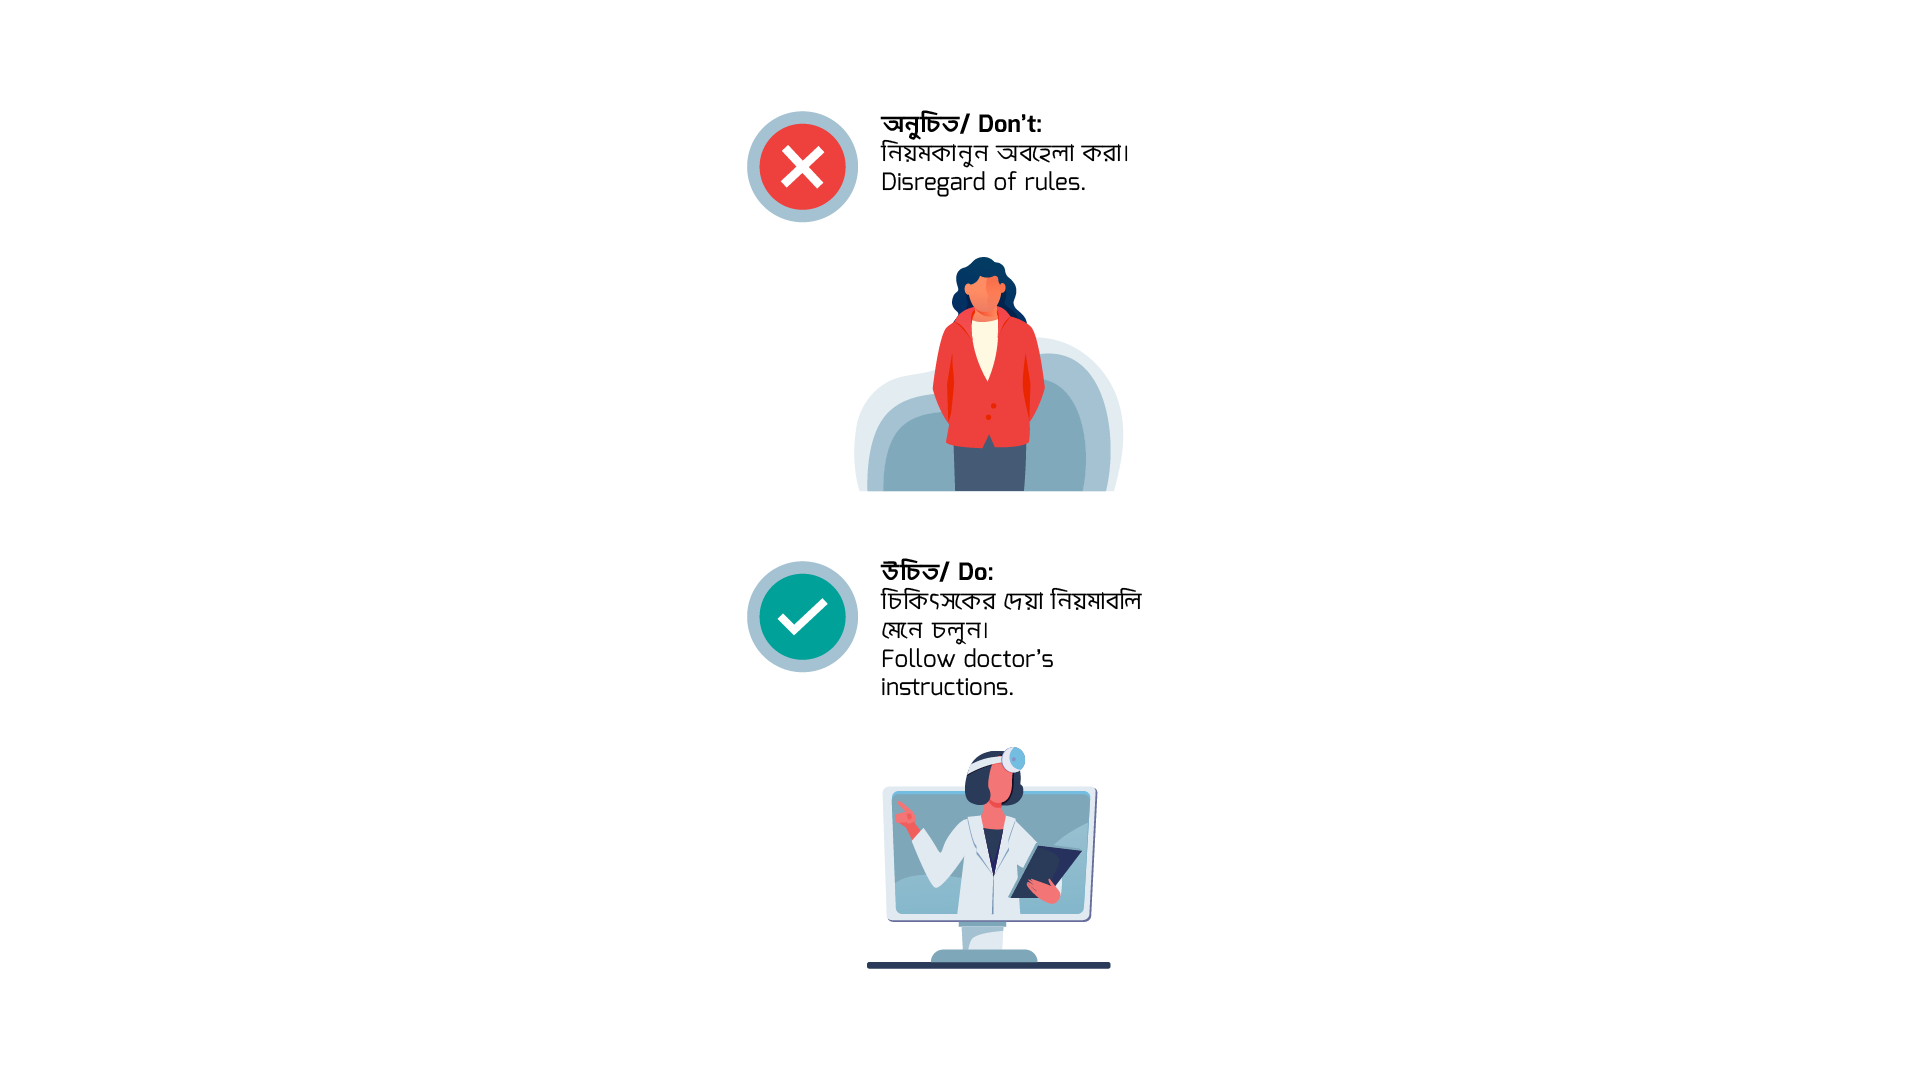 অনুচিত/ Don’t:
নিয়মকানুন অবহেলা করা।
Disregard of rules.
উচিত/ Do:
চিকিৎসকের দেয়া নিয়মাবলি
মেনে চলুন।
Follow doctor’s
instructions.